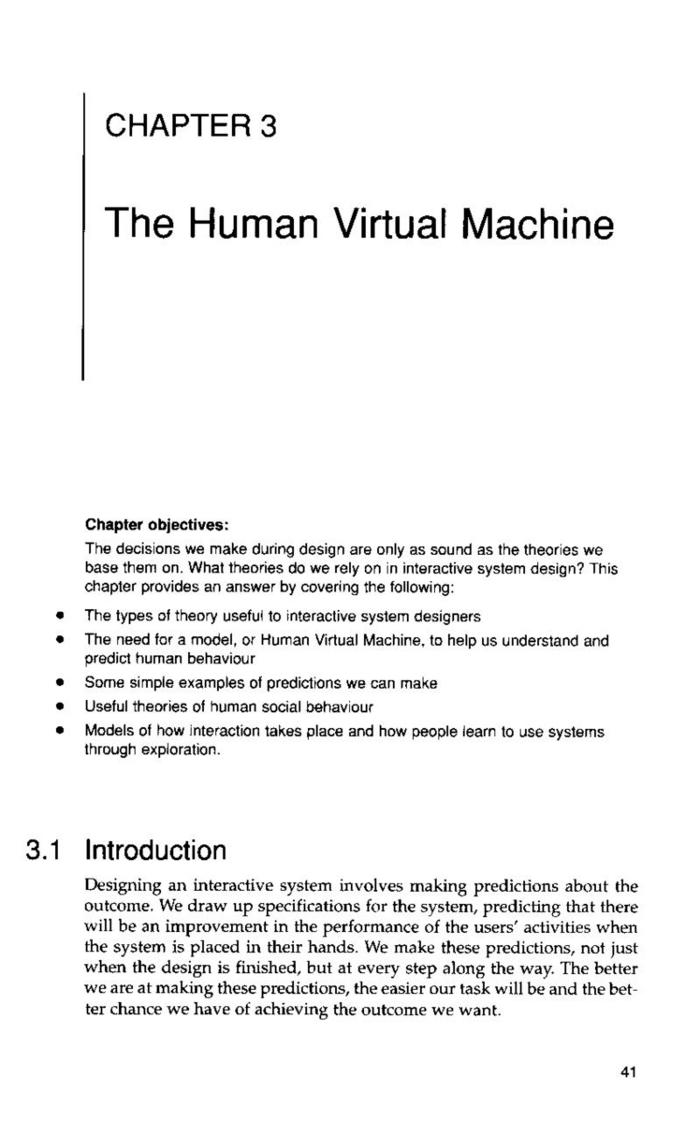 CHAPTER 3
The Human Virtual Machine
Chapter objectives:
The decisions we make during design are only as sound as the theories we
base them on. What theories do we rely on in interactive system design? This
chapter provides an answer by covering the following:
• The types of theory useful to interactive system designers
• The need for a model, or Human Virtual Machine, to help us understand and
predict human behaviour
• Some simple examples of predictions we can make
• Useful theories of human social behaviour
• Models of how interaction takes place and how people learn to use systems
through exploration.
3.1 Introduction
Designing an interactive system involves making predictions about the
outcome. We draw up specifications for the system, predicting that there
will be an improvement in the performance of the users' activities when
the system is placed in their hands. We make these predictions, not just
when the design is finished, but at every step along the way. The better
we are at making these predictions, the easier our task will be and the bet-
ter chance we have of achieving the outcome we want.
41